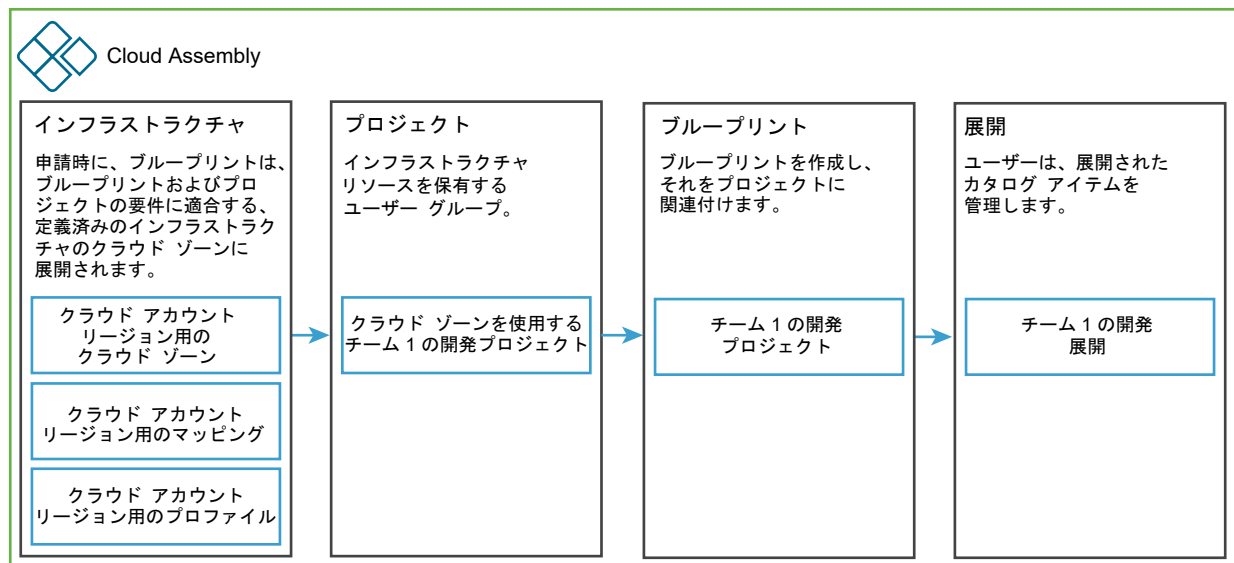 Cloud Assembly
インフラストラクチャ
申請時に、ブループリントは、
ブループリントおよびプロ
ジェクトの要件に適合する、
定義済みのインフラストラク
チャのクラウド ゾーンに
展開されます。
クラウド アカウント
リージョン用の
クラウド ゾーン
クラウド アカウント
リージョン用のマッピング
クラウド アカウント
リージョン用のプロファイル
プロジェクト
インフラストラクチャ
リソースを保有する
ユーザー グループ。
クラウド ゾーンを使用する
チーム 1 の開発プロジェクト
ブループリント
ブループリントを作成し、
それをプロジェクトに
関連付けます。
チーム 1 の開発
プロジェクト
展開
ユーザーは、展開された
カタログ アイテムを
管理します。
チーム 1 の開発
展開